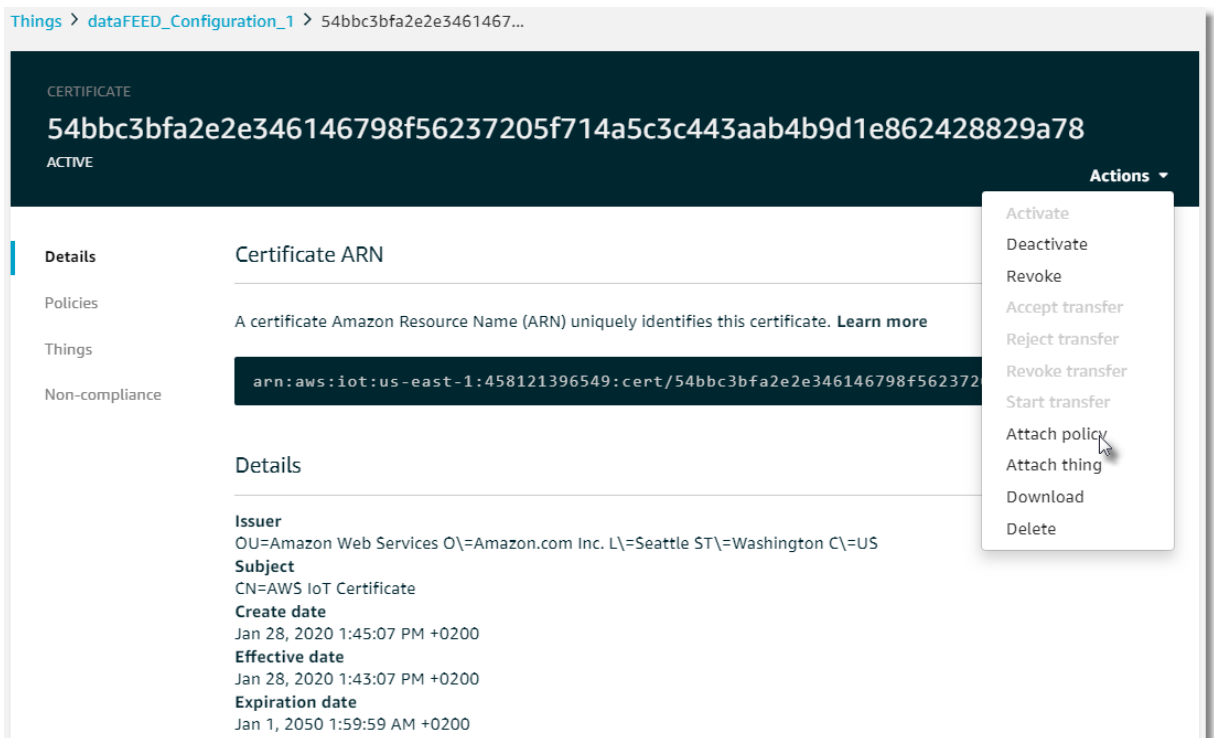 Things > dataFEED_Configuration_1 > 54bbc3bfa2e2e3461467...
CERTIFICATE
54bbc3bfa2e2e346146798f56237205f714a5c3c443aab4b9d1e862428829a78
ACTIVE
Actions
Activate
Deactivate
Revoke
Accept transfer
Reject transfer
Revoke transfer
Start transfer
Attach policy
Attach thing
Download
Delete
Details
Policies
Things
Non-compliance
Certificate ARN
A certificate Amazon Resource Name (ARN) uniquely identifies this certificate. Learn more
arn:aws:iot:us-east-1:458121396549:cert/54bbc3bfa2e2e346146798f562372
Details
Issuer
OU=Amazon Web Services O\=Amazon.com Inc. L\=Seattle ST\=Washington C\=US
Subject
CN=AWS IoT Certificate
Create date
Jan 28, 2020 1:45:07 PM +0200
Effective date
Jan 28, 2020 1:43:07 PM +0200
Expiration date
Jan 1, 2050 1:59:59 AM +0200